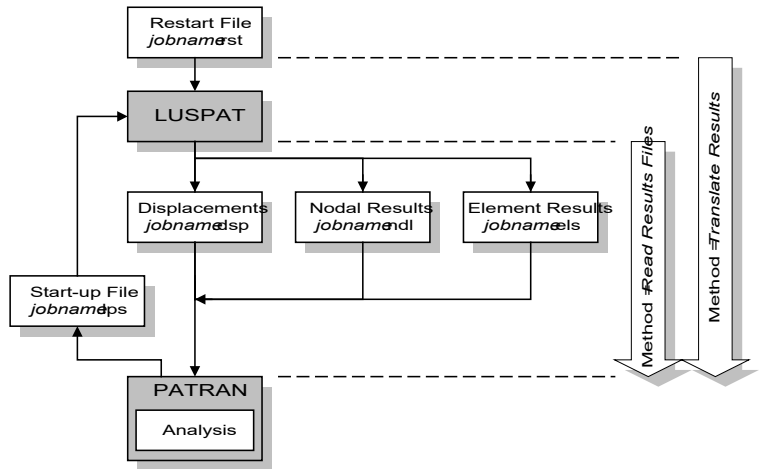 Restart File
jobname.rst
LUSPAT
Displacements
jobname.dsp
Nodal Results
jobname.ndl
Element Results
jobname.els
Start-up File
jobname.lps
PATRAN
Analysis
Method = Read Results Files
Method = Translate Results